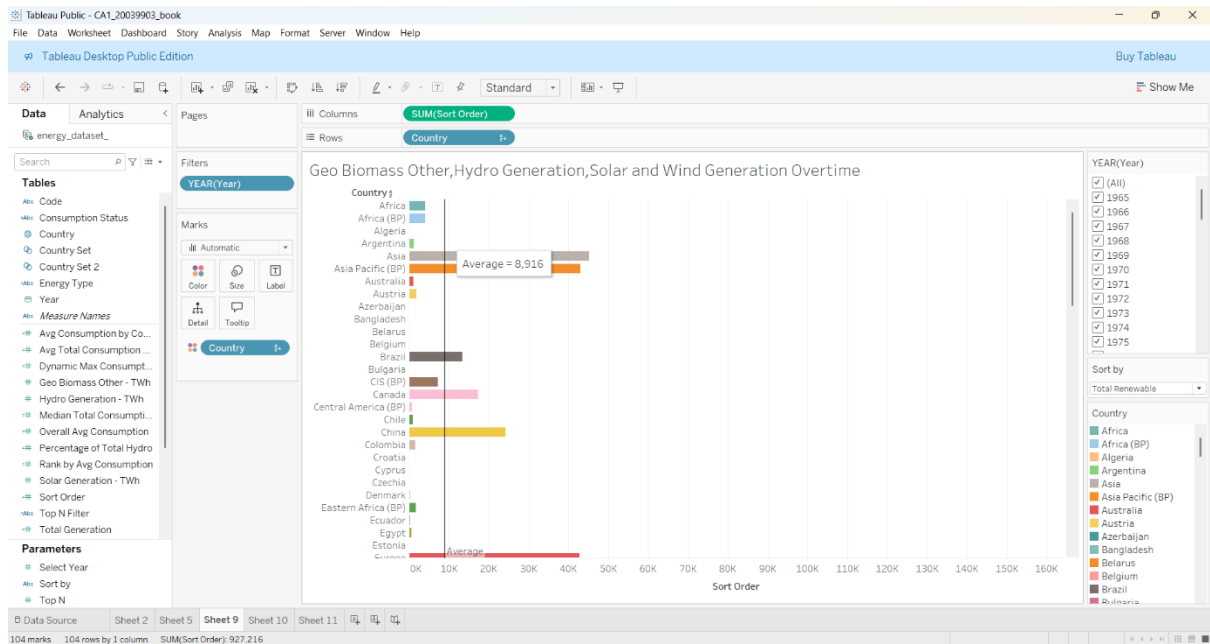 Tableau Public - CA1_20039903_book
File Data Worksheet Dashboard Story Analysis Map Format Server Window Help
Tableau Desktop Public Edition
Buy Tableau
Standard
Show Me
Data Analytics
energy_dataset_
Search
Tables
Abc Code
Abc Consumption Status
Country
Country Set
Country Set 2
Abc Energy Type
Year
Abc Measure Names
Avg Consumption by Co...
Avg Total Consumption ...
Dynamic Max Consumpt...
Geo Biomass Other - TWh
Hydro Generation - TWh
Median Total Consumpti...
Overall Avg Consumption
Percentage of Total Hydro
Rank by Avg Consumption
Solar Generation - TWh
Sort Order
Abc Top N Filter
Total Generation
Parameters
# Select Year
Abc Sort by
# Top N
Pages
Filters
YEAR(Year)
Marks
Automatic
Color Size Label
Detail Tooltip
Country
Columns SUM(Sort Order)
Rows Country
Geo Biomass Other,Hydro Generation,Solar and Wind Generation Overtime
Country
Africa
Africa (BP)
Algeria
Argentina
Asia
Asia Pacific (BP)
Australia
Austria
Azerbaijan
Bangladesh
Belarus
Belgium
Brazil
Bulgaria
CIS (BP)
Canada
Central America (BP)
Chile
China
Colombia
Croatia
Cyprus
Czechia
Denmark
Eastern Africa (BP)
Ecuador
Egypt
Estonia
Europe
Average = 8,916
Average
0K 10K 20K 30K 40K 50K 60K 70K 80K 90K 100K 110K 120K 130K 140K 150K 160K
Sort Order
YEAR(Year)
(All)
1965
1966
1967
1968
1969
1970
1971
1972
1973
1974
1975
Sort by
Total Renewable
Country
Africa
Africa (BP)
Algeria
Argentina
Asia
Asia Pacific (BP)
Australia
Austria
Azerbaijan
Bangladesh
Belarus
Belgium
Brazil
Bulgaria
Data Source Sheet 2 Sheet 5 Sheet 9 Sheet 10 Sheet 11
104 marks 104 rows by 1 column SUM(Sort Order): 927,216